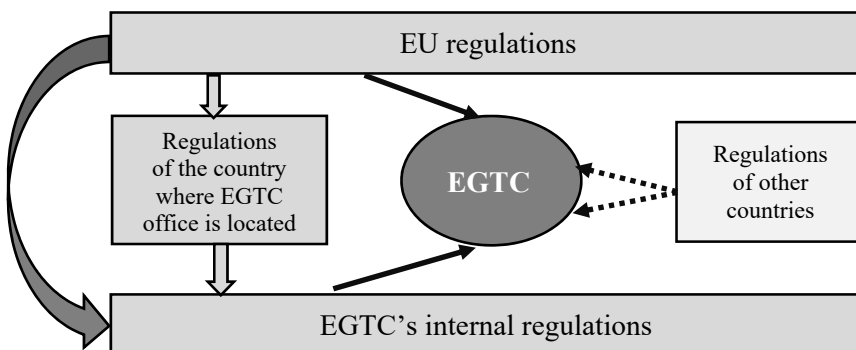 EU regulations
Regulations
of the country
where EGTC
office is located
EGTC
Regulations
of other
countries
EGTC’s internal regulations